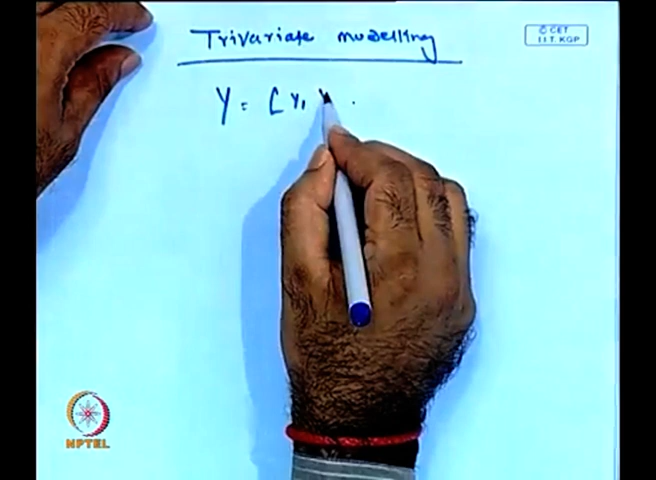 Trivariate modelling
© CET
I.I.T. KGP
Y = [ Y1 Y
NPTEL